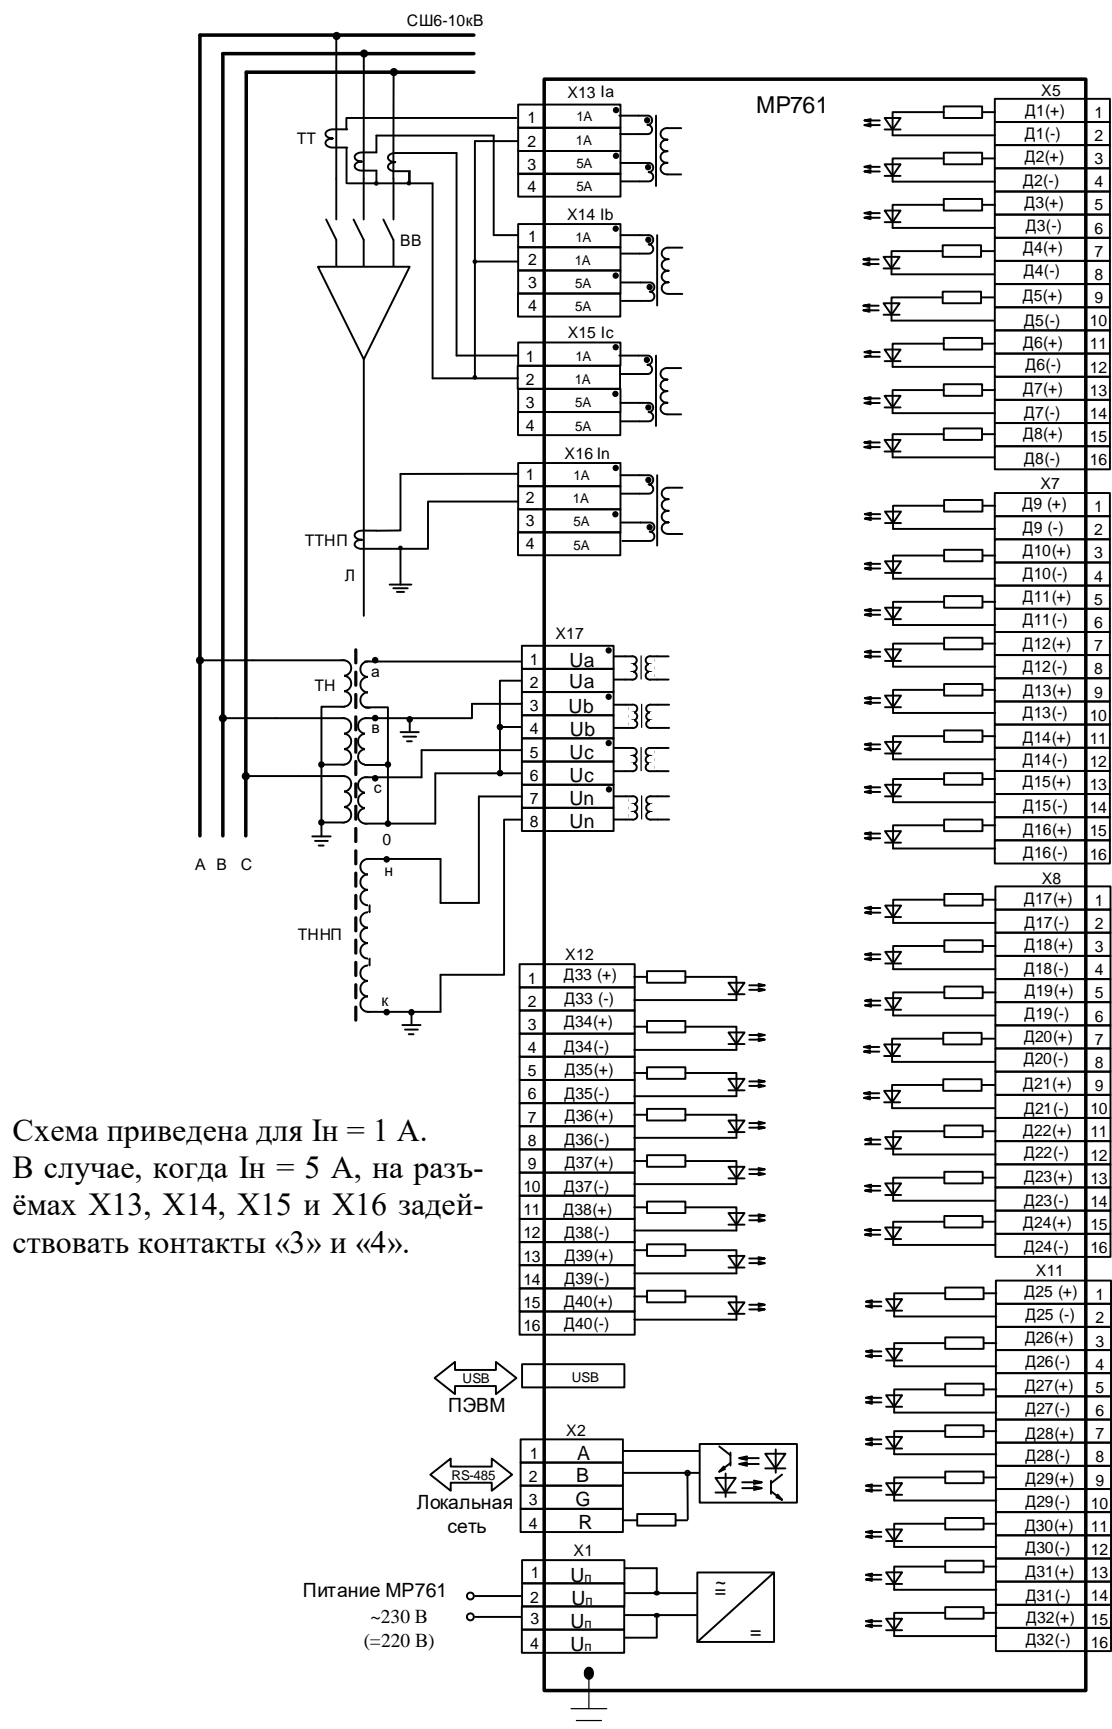 СШ6-10кВ
МР761
ТТ
ВВ
X13 Ia
1 1А
2 1А
3 5А
4 5А
X14 Ib
1 1А
2 1А
3 5А
4 5А
X15 Ic
1 1А
2 1А
3 5А
4 5А
X16 In
1 1А
2 1А
3 5А
4 5А
ТТНП
Л
X17
1 Ua
2 Ua
3 Ub
4 Ub
5 Uc
6 Uc
7 Un
8 Un
ТН
а
в
с
0
А В С
н
ТННП
к
X12
1 Д33 (+)
2 Д33 (-)
3 Д34(+)
4 Д34(-)
5 Д35(+)
6 Д35(-)
7 Д36(+)
8 Д36(-)
9 Д37(+)
10 Д37(-)
11 Д38(+)
12 Д38(-)
13 Д39(+)
14 Д39(-)
15 Д40(+)
16 Д40(-)
Схема приведена для Iн = 1 А.
В случае, когда Iн = 5 А, на разъ-
ёмах X13, X14, X15 и X16 задей-
ствовать контакты «3» и «4».
USB
USB
ПЭВМ
X2
1 A
2 B
3 G
4 R
RS-485
Локальная
сеть
X1
1 Uп
2 Uп
3 Uп
4 Uп
Питание МР761
~230 В
(=220 В)
X5
Д1(+) 1
Д1(-) 2
Д2(+) 3
Д2(-) 4
Д3(+) 5
Д3(-) 6
Д4(+) 7
Д4(-) 8
Д5(+) 9
Д5(-) 10
Д6(+) 11
Д6(-) 12
Д7(+) 13
Д7(-) 14
Д8(+) 15
Д8(-) 16
X7
Д9 (+) 1
Д9 (-) 2
Д10(+) 3
Д10(-) 4
Д11(+) 5
Д11(-) 6
Д12(+) 7
Д12(-) 8
Д13(+) 9
Д13(-) 10
Д14(+) 11
Д14(-) 12
Д15(+) 13
Д15(-) 14
Д16(+) 15
Д16(-) 16
X8
Д17(+) 1
Д17(-) 2
Д18(+) 3
Д18(-) 4
Д19(+) 5
Д19(-) 6
Д20(+) 7
Д20(-) 8
Д21(+) 9
Д21(-) 10
Д22(+) 11
Д22(-) 12
Д23(+) 13
Д23(-) 14
Д24(+) 15
Д24(-) 16
X11
Д25 (+) 1
Д25 (-) 2
Д26(+) 3
Д26(-) 4
Д27(+) 5
Д27(-) 6
Д28(+) 7
Д28(-) 8
Д29(+) 9
Д29(-) 10
Д30(+) 11
Д30(-) 12
Д31(+) 13
Д31(-) 14
Д32(+) 15
Д32(-) 16